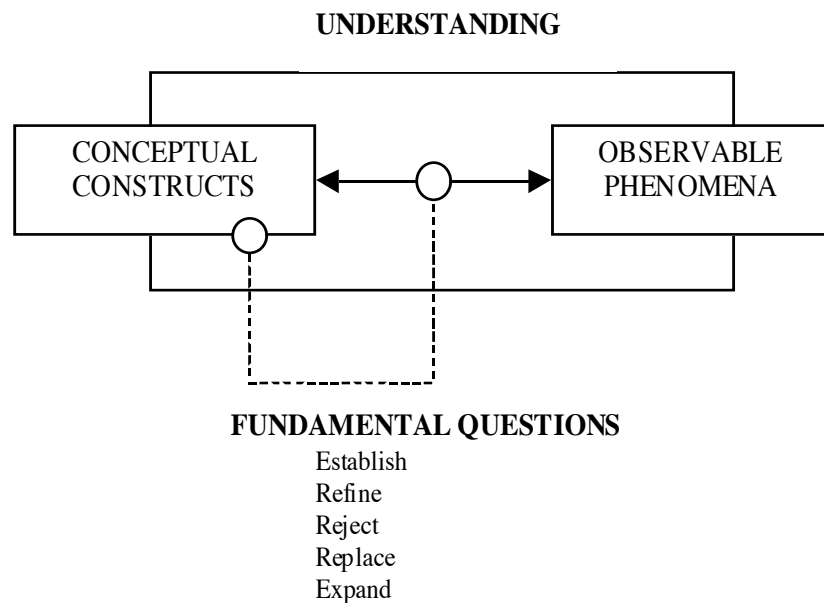 UNDERSTANDING
CONCEPTUAL
CONSTRUCTS
OBSERVABLE
PHENOMENA
FUNDAMENTAL QUESTIONS
Establish
Refine
Reject
Replace
Expand